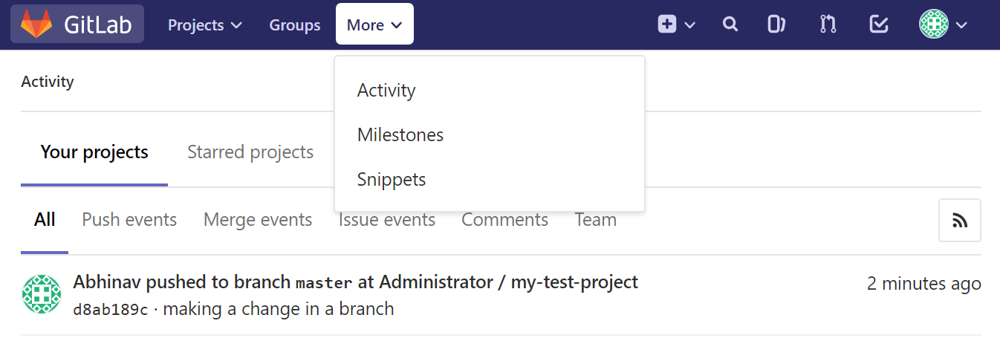 GitLab Projects Groups More
Activity
Activity
Milestones
Snippets
Your projects Starred projects
All Push events Merge events Issue events Comments Team
Abhinav pushed to branch master at Administrator / my-test-project 2 minutes ago
d8ab189c · making a change in a branch